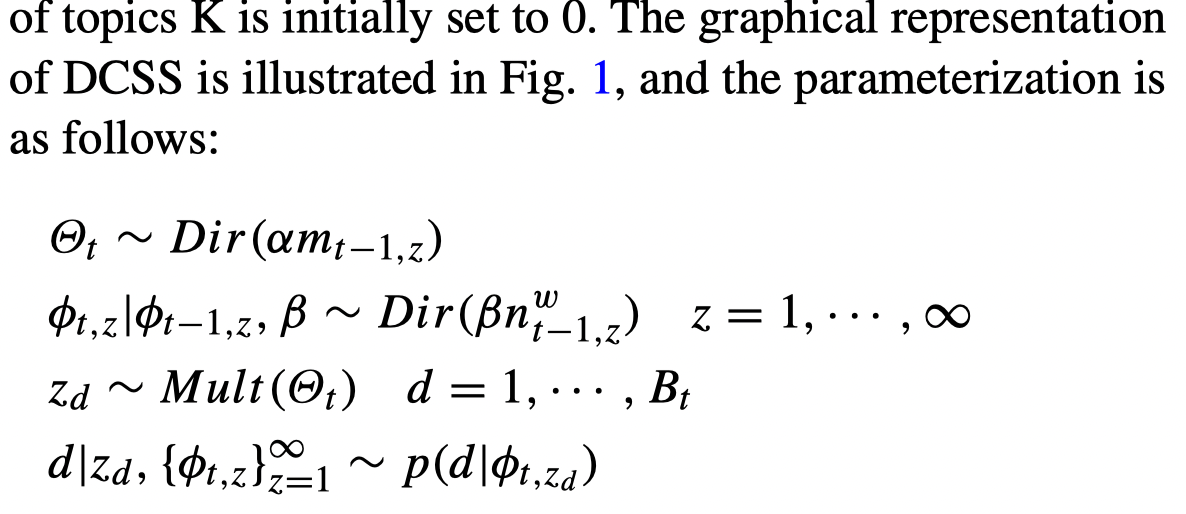 of topics K is initially set to 0. The graphical representation
of DCSS is illustrated in Fig. 1, and the parameterization is
as follows:
Θ_t ∼ Dir(αm_{t−1,z})
ϕ_{t,z}|ϕ_{t−1,z}, β ∼ Dir(βn^w_{t−1,z}) z = 1, ⋯ , ∞
z_d ∼ Mult(Θ_t) d = 1, ⋯ , B_t
d|z_d, {ϕ_{t,z}}^∞_{z=1} ∼ p(d|ϕ_{t,z_d})